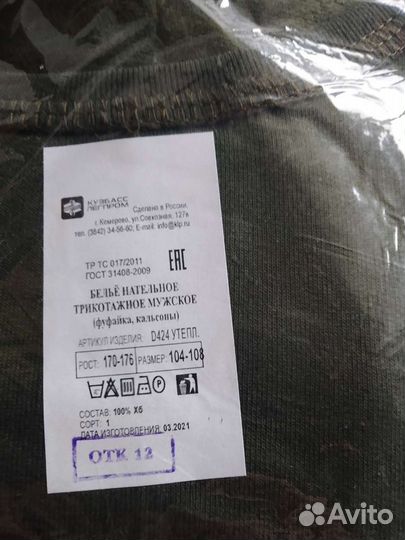 КУЗБАСС
ЛЕГПРОМ
Сделано в России.
г. Кемерово, ул.Совхозная, 127а
тел. (3842) 34-56-60; E-mail: info@klp.ru
ТР ТС 017/2011
ГОСТ 31408-2009
EAC
БЕЛЬЁ НАТЕЛЬНОЕ
ТРИКОТАЖНОЕ МУЖСКОЕ
(фуфайка, кальсоны)
АРТИКУЛ ИЗДЕЛИЯ: D424 УТЕПЛ.
РОСТ: 170-176 РАЗМЕР: 104-108
СОСТАВ: 100% Хб
СОРТ: 1
ДАТА ИЗГОТОВЛЕНИЯ: 03.2021
ОТК 12
Avito